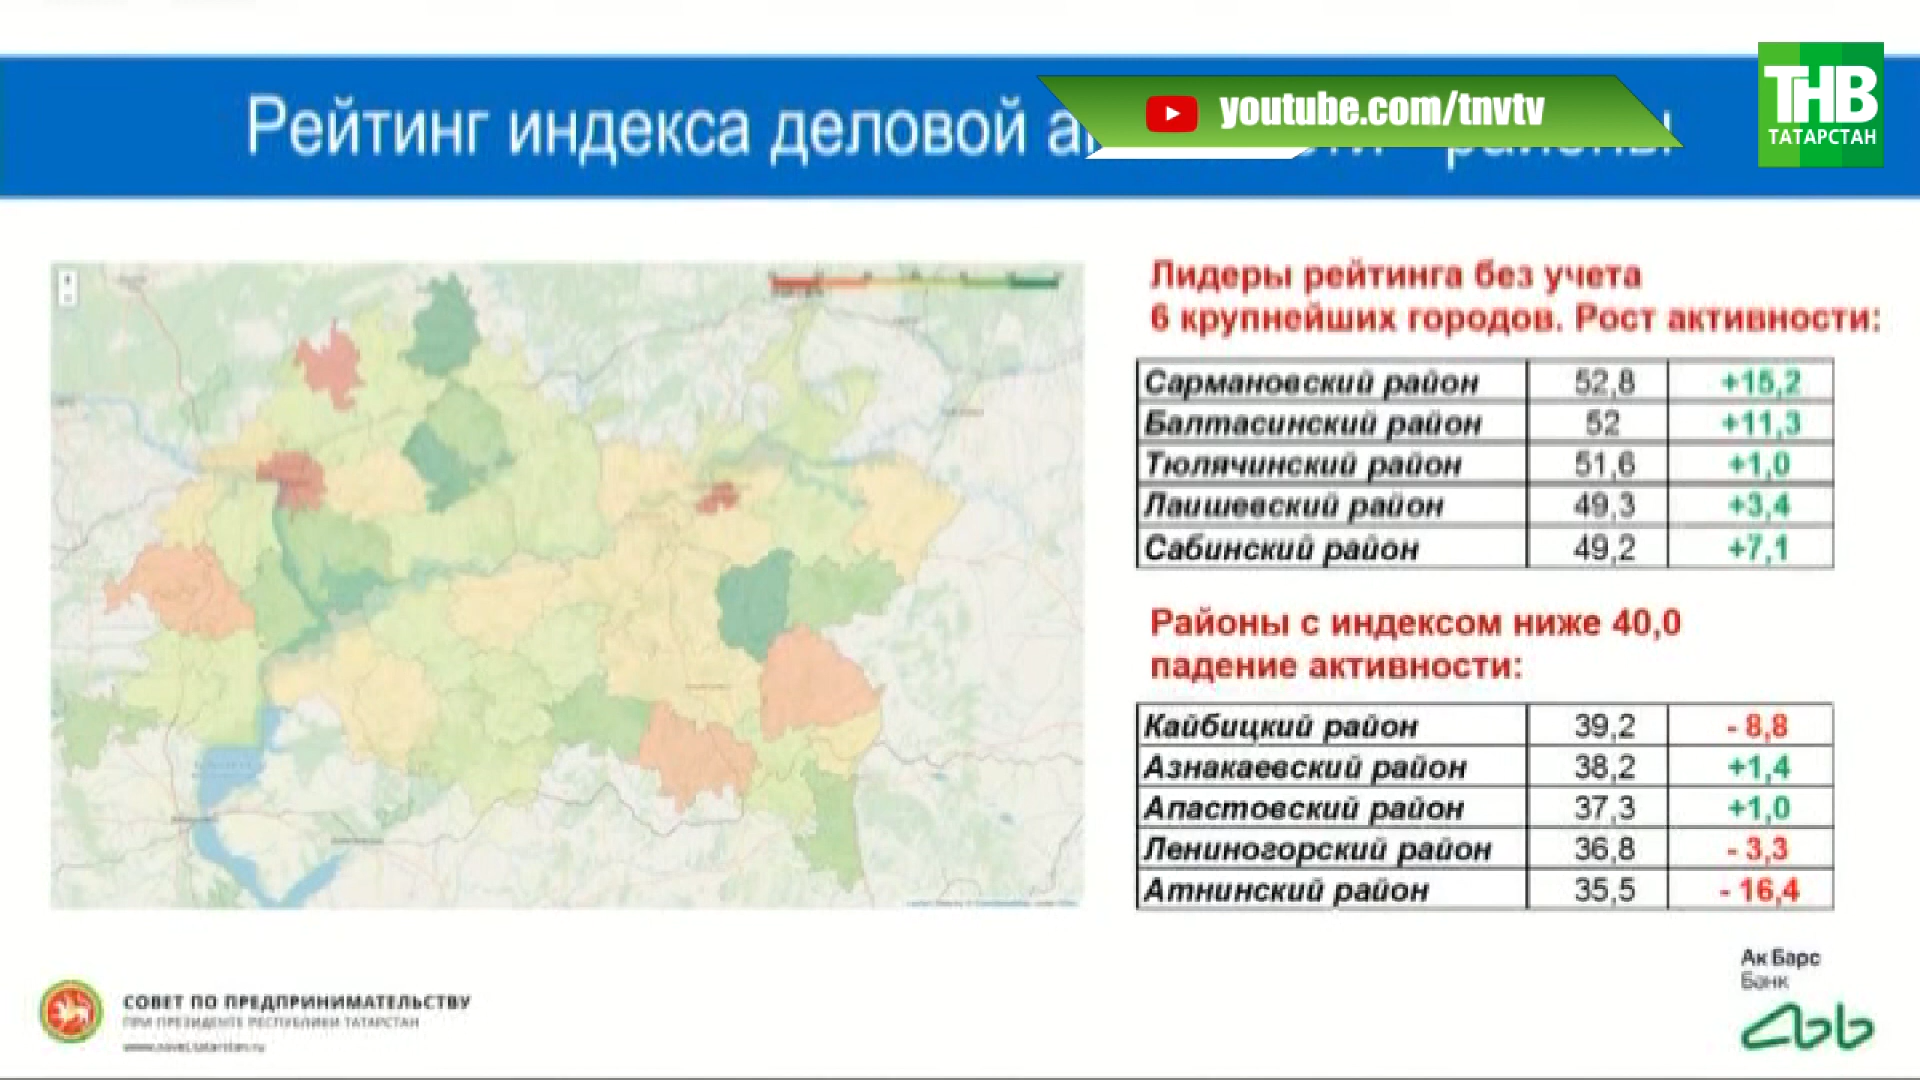 Рейтинг индекса деловой
youtube.com/tnvtv
ТНВ
ТАТАРСТАН
Лидеры рейтинга без учета
6 крупнейших городов. Рост активности:
Сармановский район 52,8 +15,2
Балтасинский район 52 +11,3
Тюлячинский район 51,6 +1,0
Лаишевский район 49,3 +3,4
Сабинский район 49,2 +7,1
Районы с индексом ниже 40,0
падение активности:
Кайбицкий район 39,2 - 8,8
Азнакаевский район 38,2 +1,4
Апастовский район 37,3 +1,0
Лениногорский район 36,8 - 3,3
Атнинский район 35,5 - 16,4
Ак Барс
Банк
СОВЕТ ПО ПРЕДПРИНИМАТЕЛЬСТВУ
ПРИ ПРЕЗИДЕНТЕ РЕСПУБЛИКИ ТАТАРСТАН